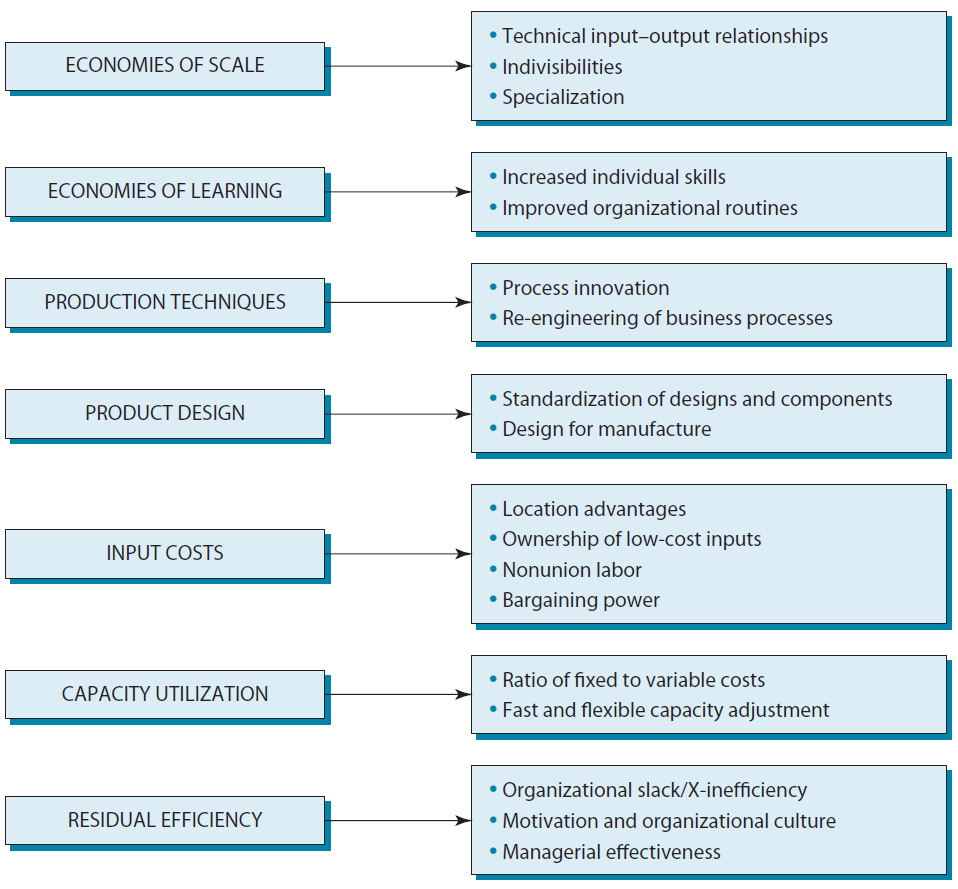 ECONOMIES OF SCALE
• Technical input–output relationships
• Indivisibilities
• Specialization
ECONOMIES OF LEARNING
• Increased individual skills
• Improved organizational routines
PRODUCTION TECHNIQUES
• Process innovation
• Re-engineering of business processes
PRODUCT DESIGN
• Standardization of designs and components
• Design for manufacture
INPUT COSTS
• Location advantages
• Ownership of low-cost inputs
• Nonunion labor
• Bargaining power
CAPACITY UTILIZATION
• Ratio of fixed to variable costs
• Fast and flexible capacity adjustment
RESIDUAL EFFICIENCY
• Organizational slack/X-inefficiency
• Motivation and organizational culture
• Managerial effectiveness